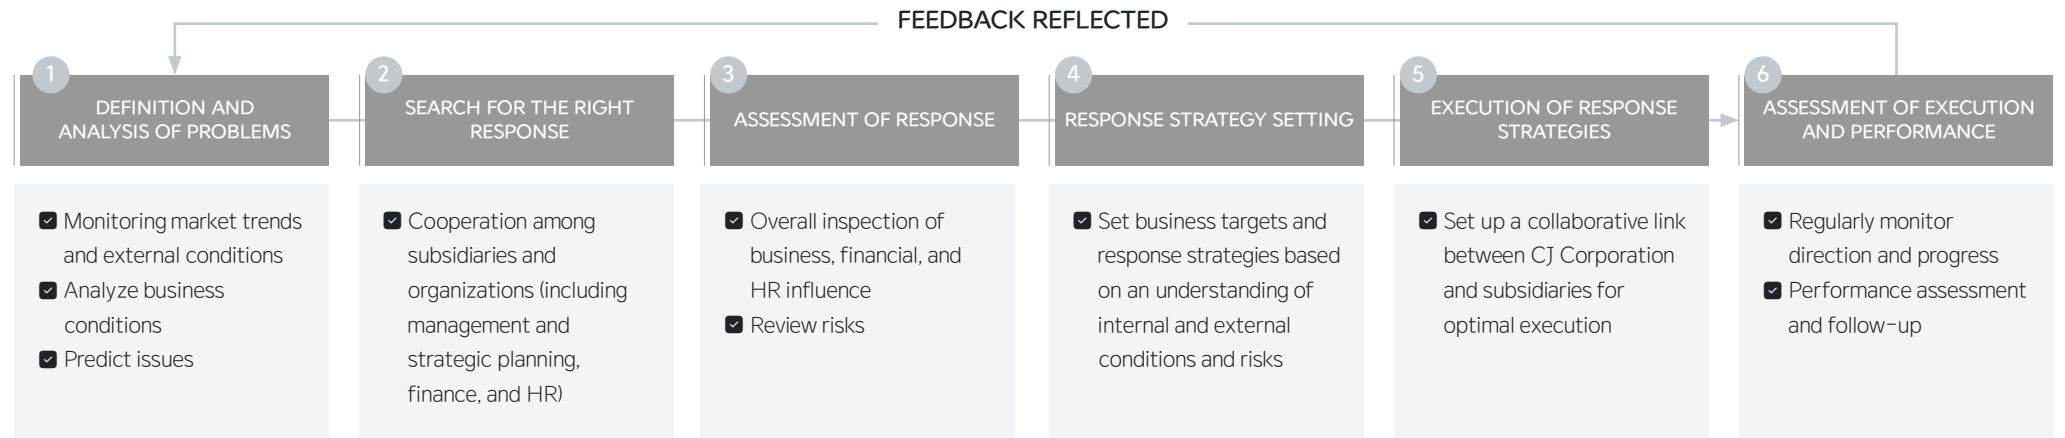 FEEDBACK REFLECTED
1
DEFINITION AND
ANALYSIS OF PROBLEMS
Monitoring market trends
and external conditions
Analyze business
conditions
Predict issues
2
SEARCH FOR THE RIGHT
RESPONSE
Cooperation among
subsidiaries and
organizations (including
management and
strategic planning,
finance, and HR)
3
ASSESSMENT OF RESPONSE
Overall inspection of
business, financial, and
HR influence
Review risks
4
RESPONSE STRATEGY SETTING
Set business targets and
response strategies based
on an understanding of
internal and external
conditions and risks
5
EXECUTION OF RESPONSE
STRATEGIES
Set up a collaborative link
between CJ Corporation
and subsidiaries for
optimal execution
6
ASSESSMENT OF EXECUTION
AND PERFORMANCE
Regularly monitor
direction and progress
Performance assessment
and follow-up